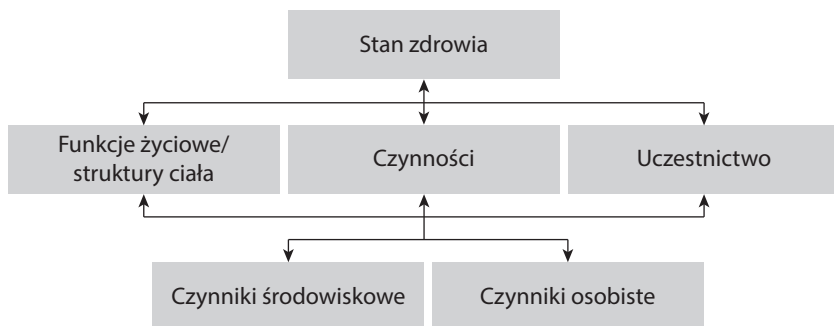 Stan zdrowia
Funkcje życiowe/
struktury ciała
Czynności
Uczestnictwo
Czynniki środowiskowe
Czynniki osobiste